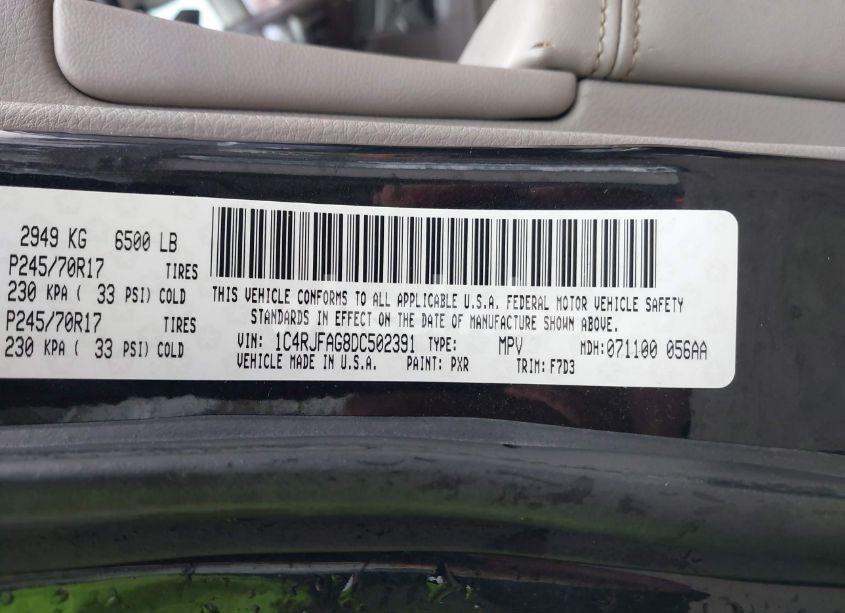 2949 KG 6500 LB
P245/70R17 TIRES
230 KPA ( 33 PSI) COLD
P245/70R17 TIRES
230 KPA ( 33 PSI) COLD
THIS VEHICLE CONFORMS TO ALL APPLICABLE U.S.A. FEDERAL MOTOR VEHICLE SAFETY
STANDARDS IN EFFECT ON THE DATE OF MANUFACTURE SHOWN ABOVE.
VIN: 1C4RJFAG8DC502391 TYPE: MPV MDH:071100 056AA
VEHICLE MADE IN U.S.A. PAINT: PXR TRIM: F7D3